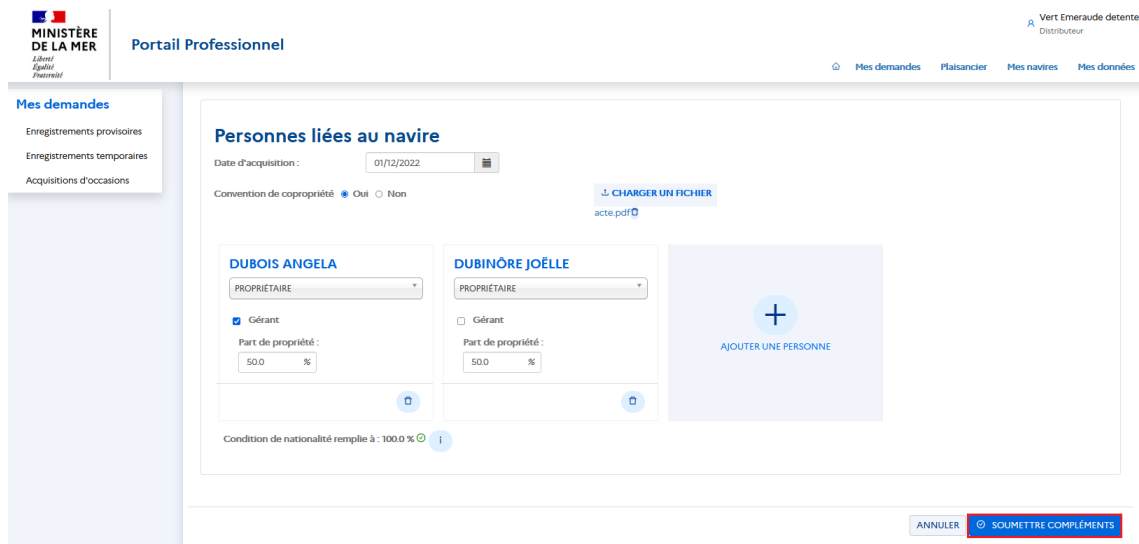 MINISTÈRE
DE LA MER
Liberté
Égalité
Fraternité
Portail Professionnel
Vert Emeraude detente
Distributeur
Mes demandes Plaisancier Mes navires Mes données
Mes demandes
Enregistrements provisoires
Enregistrements temporaires
Acquisitions d'occasions
Personnes liées au navire
Date d'acquisition : 01/12/2022
Convention de copropriété Oui Non
CHARGER UN FICHIER
acte.pdf
DUBOIS ANGELA
PROPRIÉTAIRE
Gérant
Part de propriété :
50.0 %
DUBINÔRE JOËLLE
PROPRIÉTAIRE
Gérant
Part de propriété :
50.0 %
+
AJOUTER UNE PERSONNE
Condition de nationalité remplie à : 100.0 % i
ANNULER SOUMETTRE COMPLÉMENTS